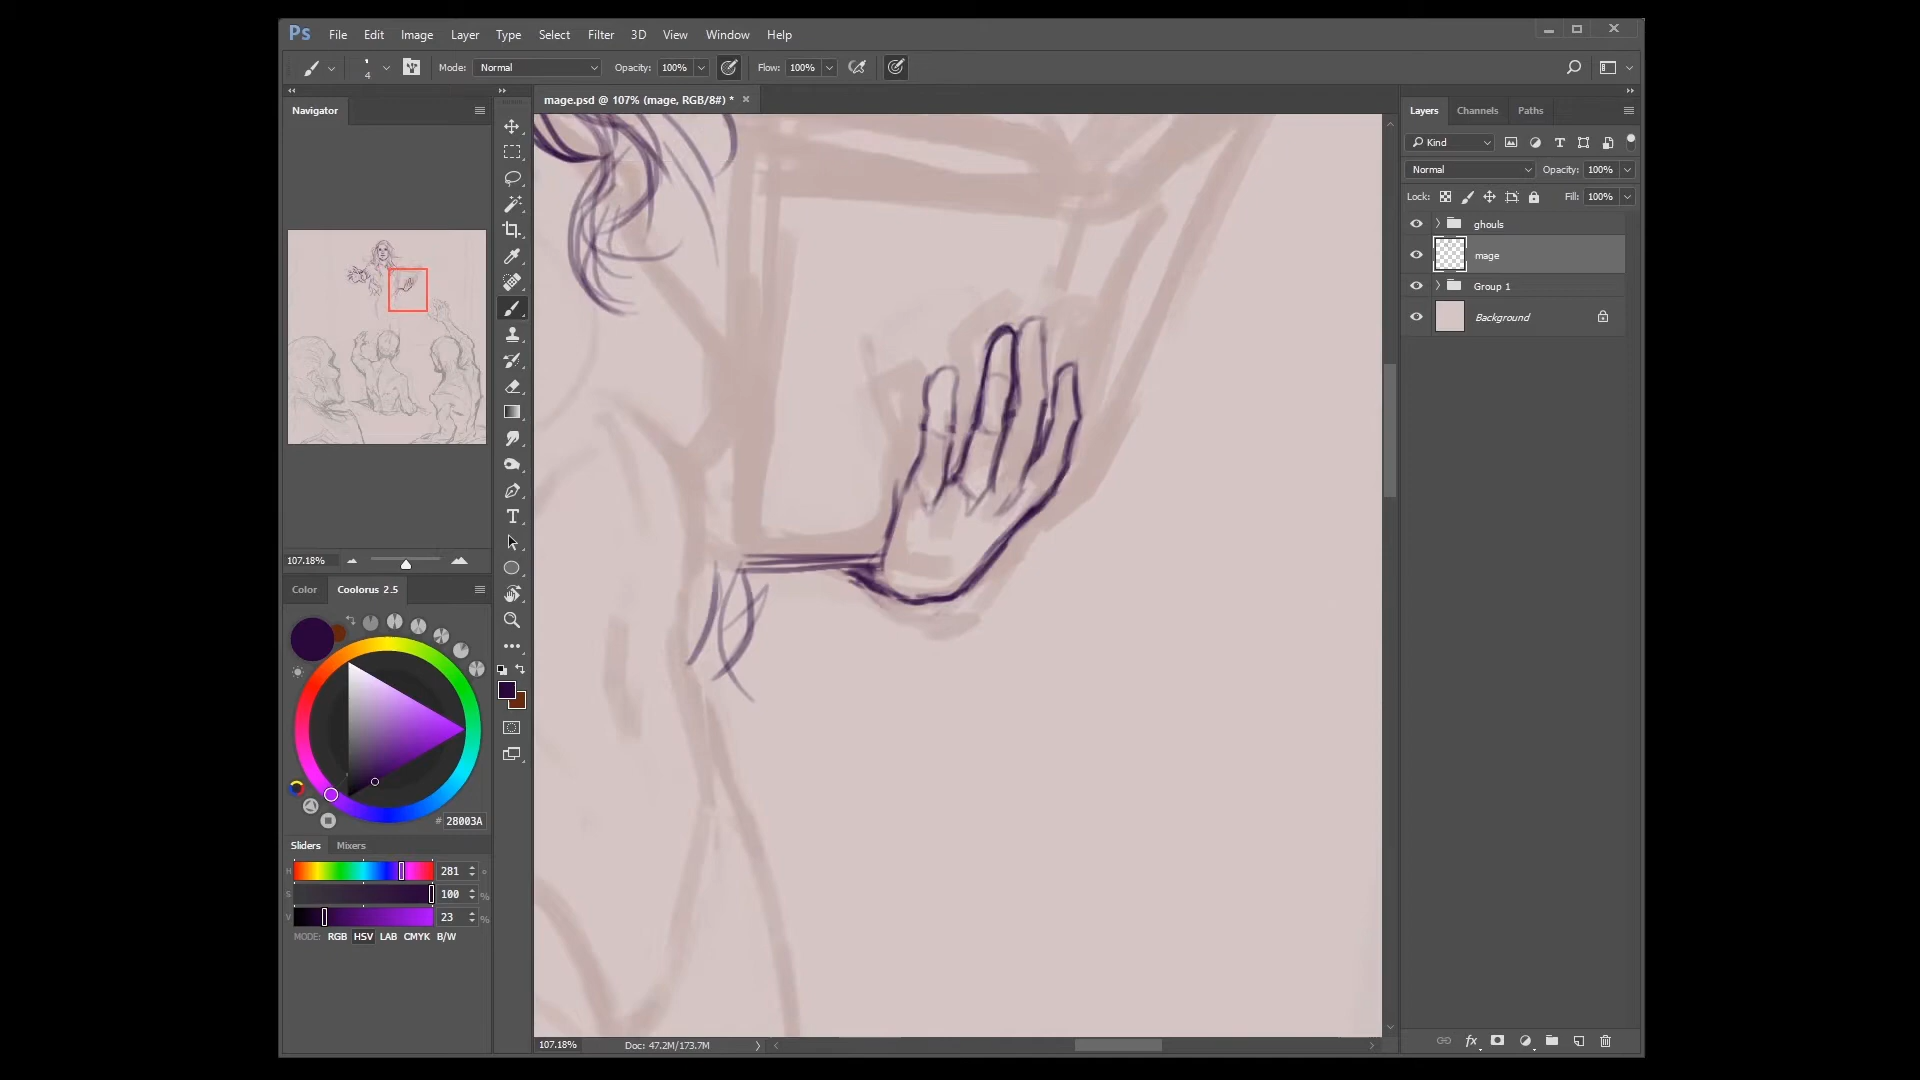 Ps File Edit Image Layer Type Select Filter 3D View Window Help
4 Mode: Normal Opacity: 100% Flow: 100%
Navigator
mage.psd @ 107% (mage, RGB/8#) *
Layers Channels Paths
Kind
Normal Opacity: 100%
Lock: Fill: 100%
ghouls
mage
Group 1
Background
107.18%
Color Coolorus 2.5
# 28003A
Sliders Mixers
H 281 °
S 100 %
V 23 %
MODE: RGB HSV LAB CMYK B/W
107.18% Doc: 47.2M/173.7M
fx